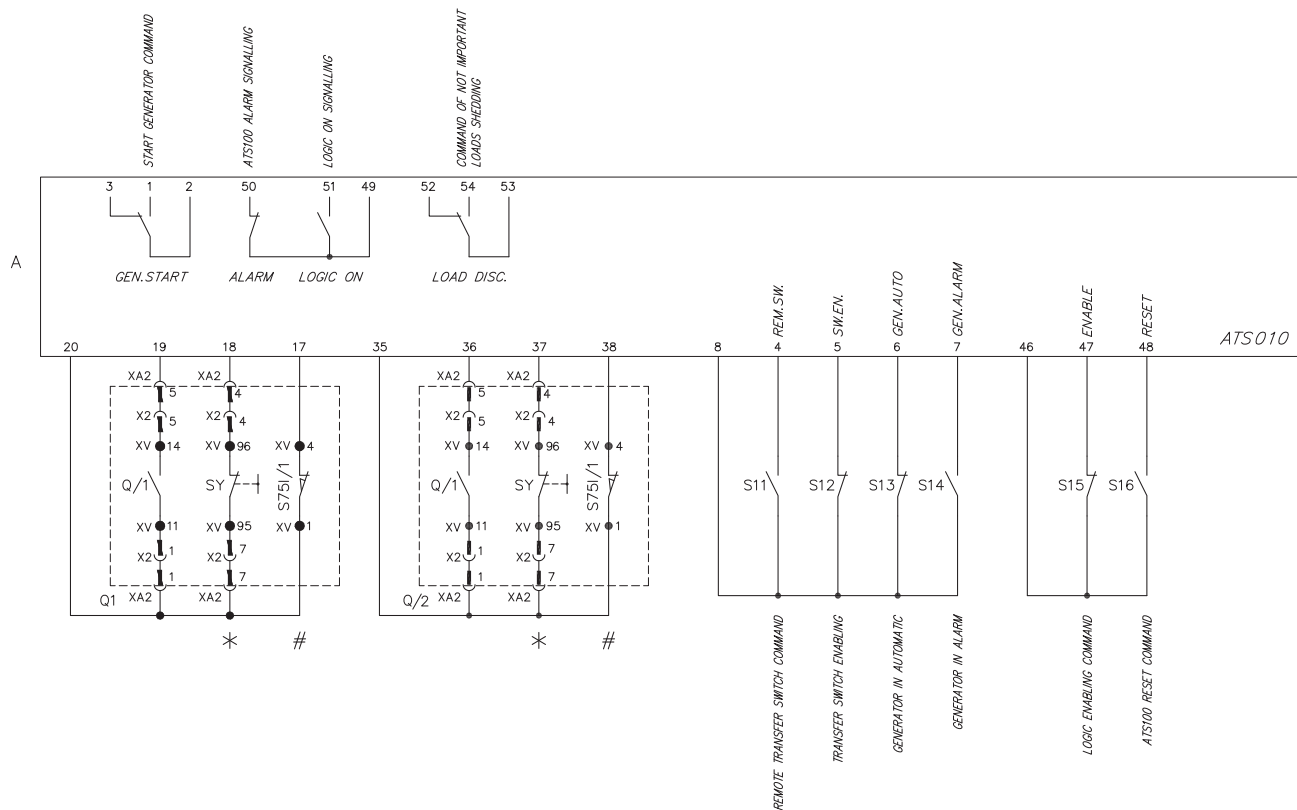 START GENERATOR COMMAND
ATS100 ALARM SIGNALLING
LOGIC ON SIGNALLING
COMMAND OF NOT IMPORTANT
LOADS SHEDDING
3 1 2 50 51 49 52 54 53
A
GEN.START ALARM LOGIC ON LOAD DISC.
REM.SW.
SW.EN.
GEN.AUTO
GEN.ALARM
ENABLE
RESET
ATS010
20 19 18 17 35 36 37 38 8 4 5 6 7 46 47 48
XA2 XA2 XA2 XA2
5 4 5 4
X2 X2 X2 X2
5 4 5 4
XV 14 XV 96 XV 4 XV 14 XV 96 XV 4
Q/1 SY S75I/1 Q/1 SY S75I/1 S11 S12 S13 S14 S15 S16
XV 11 XV 95 XV 1 XV 11 XV 95 XV 1
1 7 1 7
X2 X2 X2 X2
1 7 1 7
Q1 XA2 XA2 Q/2 XA2 XA2
* # * #
REMOTE TRANSFER SWITCH COMMAND
TRANSFER SWITCH ENABLING
GENERATOR IN AUTOMATIC
GENERATOR IN ALARM
LOGIC ENABLING COMMAND
ATS100 RESET COMMAND